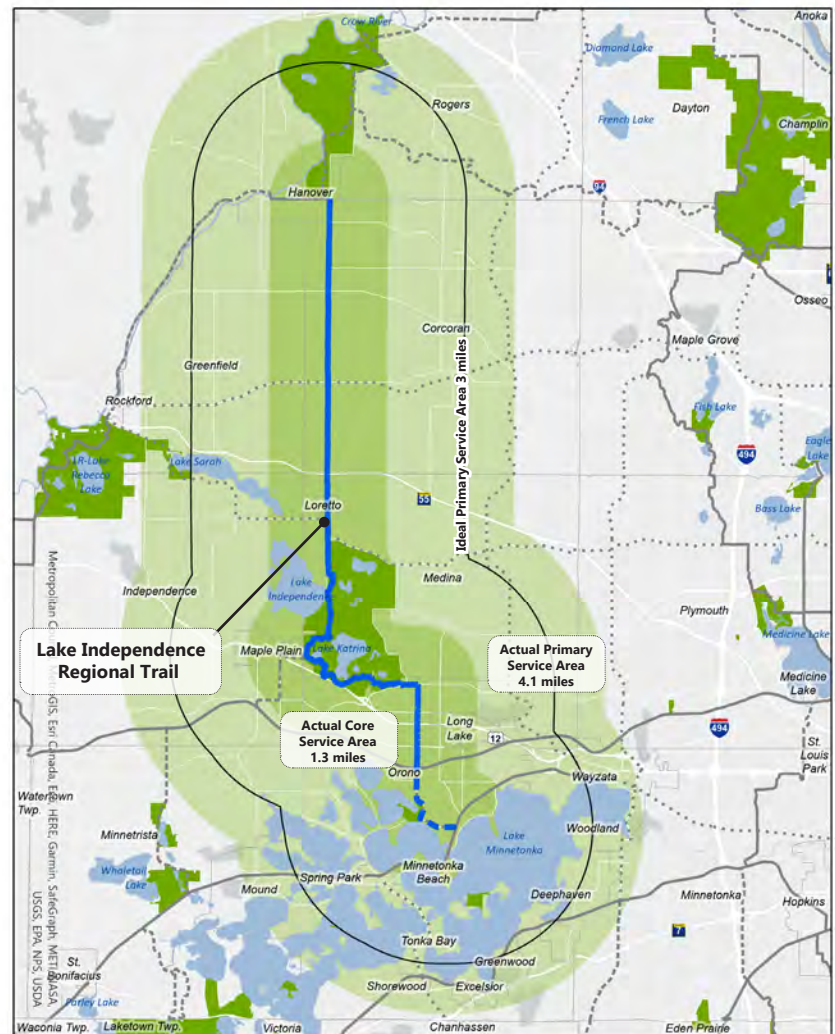 Crow River
Anoka
Diamond Lake
Rogers
Dayton
French Lake
Champlin
94
Hanover
Osseo
Corcoran
Maple Grove
Greenfield
Ideal Primary Service Area 3 miles
Rockford
Fish Lake
Eagle
Lake
494
LR-Lake
Rebecca
Lake
Lake Sarah
55
Bass Lake
Loretto
Medina
Independence
Lake
Independence
Plymouth
Medicine Lake
Lake Independence
Regional Trail
Maple Plain
Lake Katrina
Actual Primary
Service Area
4.1 miles
Medicine
Lake
Actual Core
Service Area
1.3 miles
Long
Lake
12
494
St.
Louis
Park
Orono
Wayzata
Watertown
Twp.
Minnetrista
Woodland
Lake
Minnetonka
Whaletail
Lake
Minnetonka
Beach
Spring Park
Mound
Deephaven
Minnetonka
Hopkins
7
Tonka Bay
Greenwood
St.
Bonifacius
Shorewood
Excelsior
Parley Lake
Waconia Twp.
Laketown Twp.
Victoria
Chanhassen
Eden Prairie
Metropolitan
MetroGIS, Esri Canada, Esri, HERE, Garmin, SafeGraph, METI/NASA,
USGS, EPA, NPS, USDA